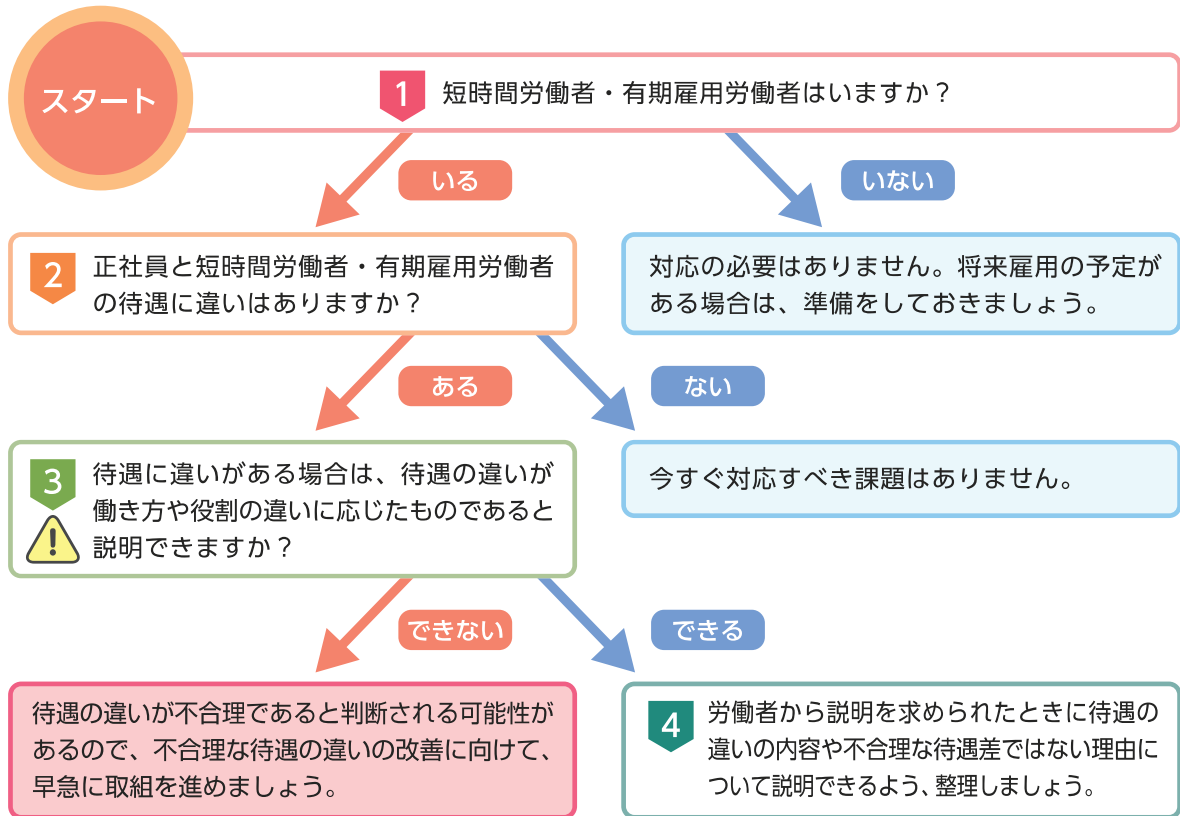 スタート
1 短時間労働者・有期雇用労働者はいますか？
いる
いない
2 正社員と短時間労働者・有期雇用労働者
の待遇に違いはありますか？
対応の必要はありません。将来雇用の予定が
ある場合は、準備をしておきましょう。
ある
ない
3 待遇に違いがある場合は、待遇の違いが
働き方や役割の違いに応じたものであると
説明できますか？
今すぐ対応すべき課題はありません。
できない
できる
待遇の違いが不合理であると判断される可能性が
あるので、不合理な待遇の違いの改善に向けて、
早急に取組を進めましょう。
4 労働者から説明を求められたときに待遇の
違いの内容や不合理な待遇差ではない理由に
ついて説明できるよう、整理しましょう。